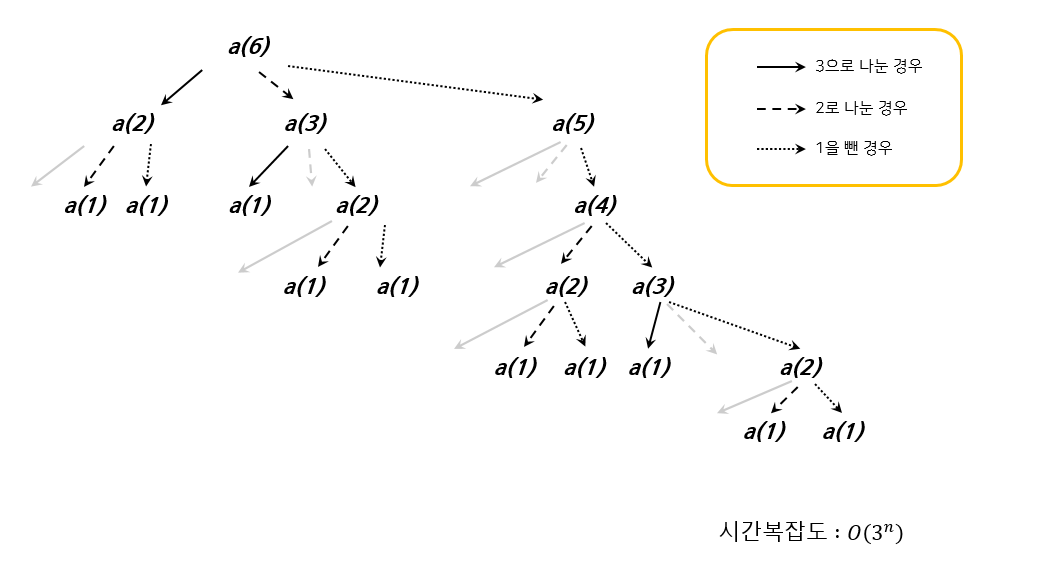 a(6)
3으로 나눈 경우
2로 나눈 경우
1을 뺀 경우
a(2) a(3) a(5)
a(1) a(1) a(1) a(2) a(4)
a(1) a(1) a(2) a(3)
a(1) a(1) a(1) a(2)
a(1) a(1)
시간복잡도 : O(3ⁿ)